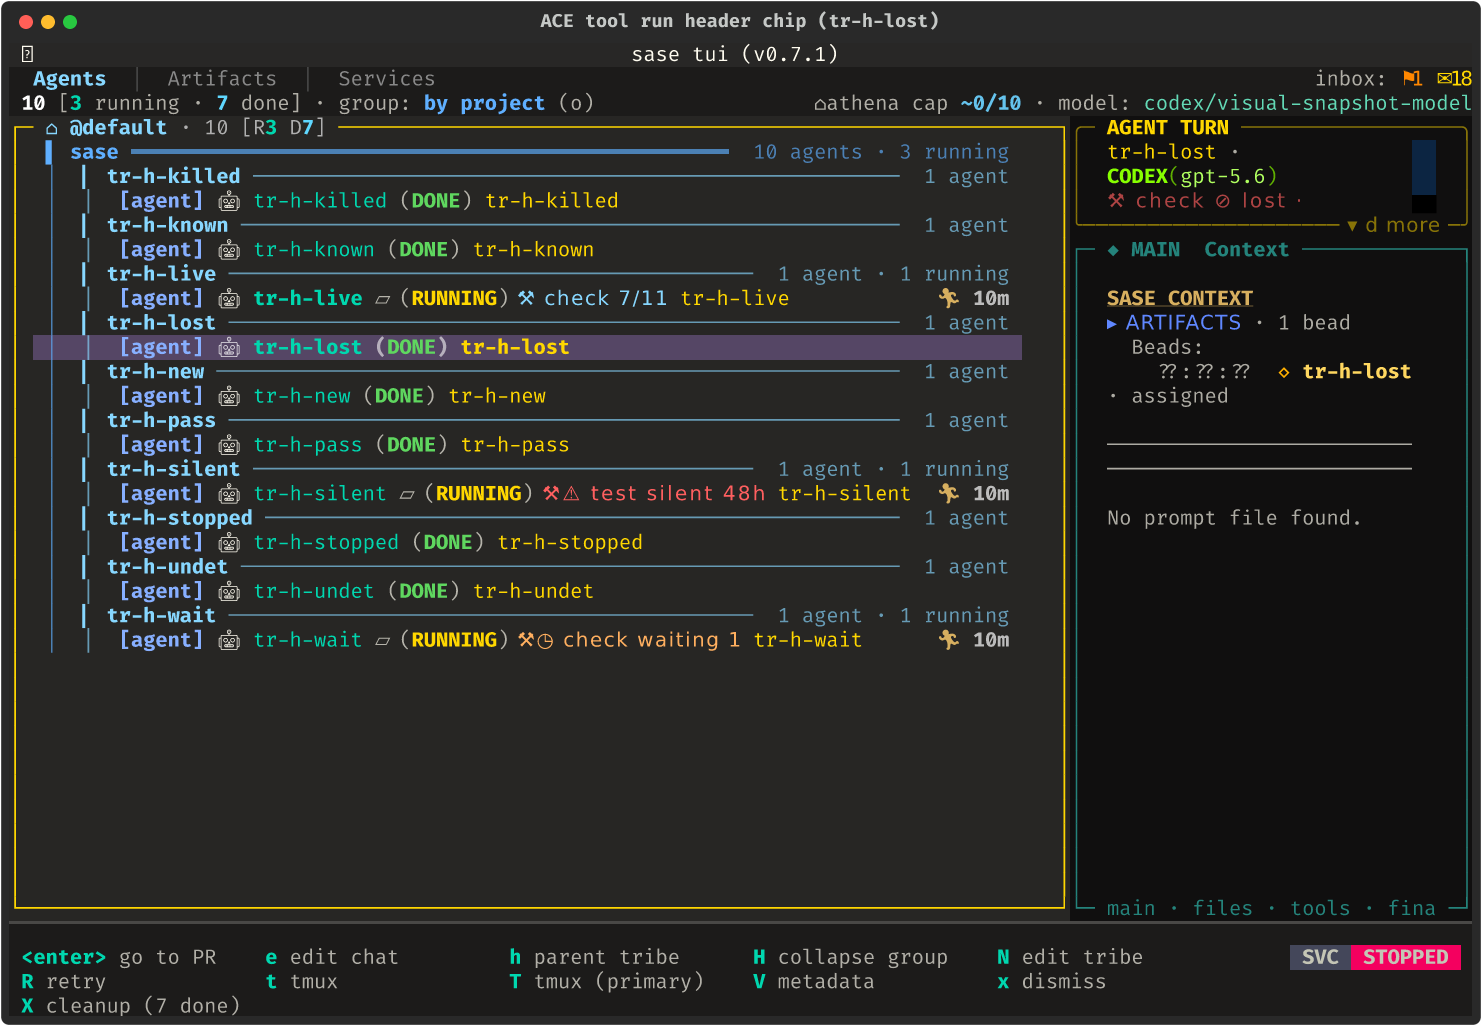 ACE tool run header chip (tr-h-lost)
sase tui (v0.7.1)
Agents │ Artifacts │ Services
inbox: ⚑1 ✉18
10 [3 running · 7 done] · group: by project (o)
⌂athena cap ~0/10 · model: codex/visual-snapshot-model
⌂ @default · 10 [R3 D7]
sase 10 agents · 3 running
tr-h-killed 1 agent
[agent] 🤖 tr-h-killed (DONE) tr-h-killed
tr-h-known 1 agent
[agent] 🤖 tr-h-known (DONE) tr-h-known
tr-h-live 1 agent · 1 running
[agent] 🤖 tr-h-live ▱ (RUNNING) ⚒ check 7/11 tr-h-live 🏃 10m
tr-h-lost 1 agent
[agent] 🤖 tr-h-lost (DONE) tr-h-lost
tr-h-new 1 agent
[agent] 🤖 tr-h-new (DONE) tr-h-new
tr-h-pass 1 agent
[agent] 🤖 tr-h-pass (DONE) tr-h-pass
tr-h-silent 1 agent · 1 running
[agent] 🤖 tr-h-silent ▱ (RUNNING) ⚒⚠ test silent 48h tr-h-silent 🏃 10m
tr-h-stopped 1 agent
[agent] 🤖 tr-h-stopped (DONE) tr-h-stopped
tr-h-undet 1 agent
[agent] 🤖 tr-h-undet (DONE) tr-h-undet
tr-h-wait 1 agent · 1 running
[agent] 🤖 tr-h-wait ▱ (RUNNING) ⚒◷ check waiting 1 tr-h-wait 🏃 10m
AGENT TURN
tr-h-lost ·
CODEX(gpt-5.6)
⚒ check ⊘ lost ·
▾ d more
◆ MAIN Context
SASE CONTEXT
▸ ARTIFACTS · 1 bead
Beads:
??:??:?? ◇ tr-h-lost
· assigned
No prompt file found.
main · files · tools · fina
<enter> go to PR e edit chat h parent tribe H collapse group N edit tribe
R retry t tmux T tmux (primary) V metadata x dismiss
X cleanup (7 done)
SVC STOPPED